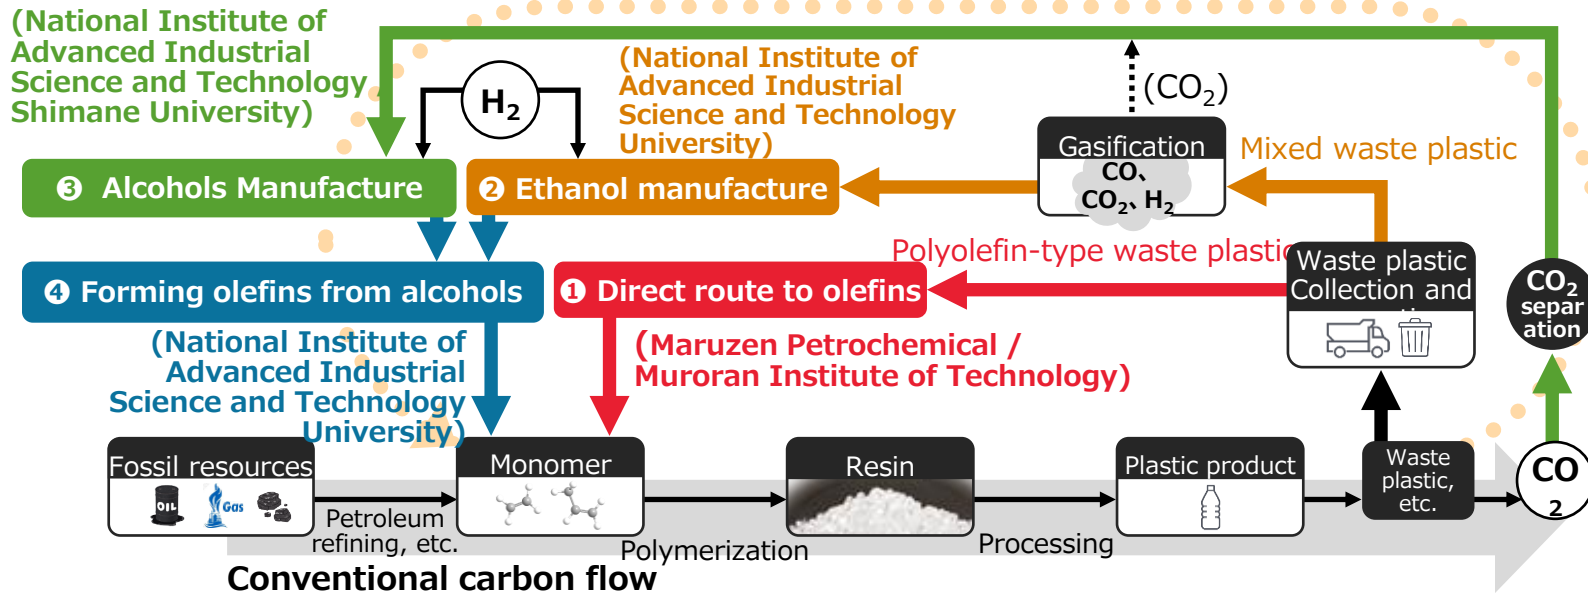 (National Institute of
Advanced Industrial
Science and Technology /
Shimane University)
H2
(National Institute of
Advanced Industrial
Science and Technology
University)
(CO2)
Gasification
CO、
CO2、H2
Mixed waste plastic
❸ Alcohols Manufacture
❷ Ethanol manufacture
Polyolefin-type waste plastic
Waste plastic
Collection and
❹ Forming olefins from alcohols
❶ Direct route to olefins
CO2
separ
ation
(National Institute of
Advanced Industrial
Science and Technology
University)
(Maruzen Petrochemical /
Muroran Institute of Technology)
Fossil resources
OIL
Gas
Monomer
Resin
Plastic product
Waste
plastic,
etc.
CO
2
Petroleum
refining, etc.
Polymerization
Processing
Conventional carbon flow